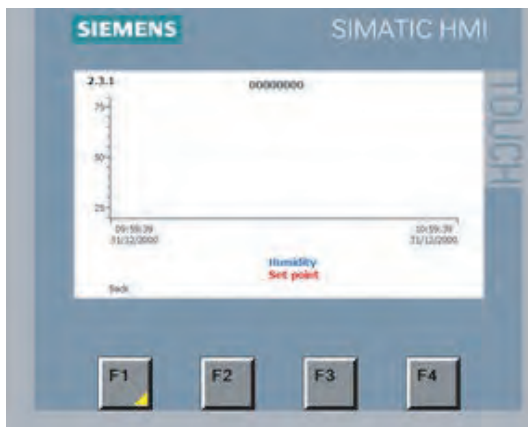 SIEMENS
SIMATIC HMI
TOUCH
2.3.1
00000000
75
50
25
09:59:39
31/12/2000
10:59:39
31/12/2000
Humidity
Set point
Back
F1
F2
F3
F4